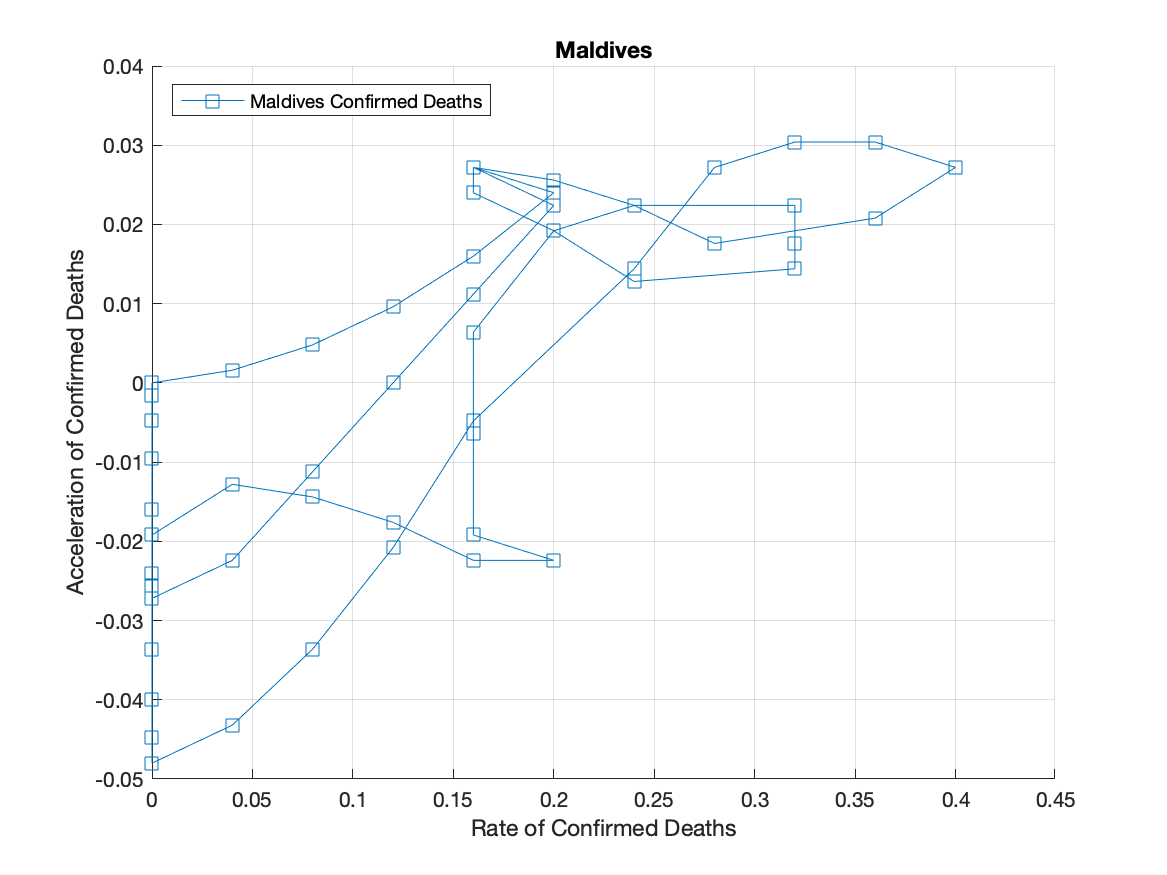 Maldives
Maldives Confirmed Deaths
0.04
0.03
0.02
0.01
0
-0.01
-0.02
-0.03
-0.04
-0.05
Acceleration of Confirmed Deaths
0 0.05 0.1 0.15 0.2 0.25 0.3 0.35 0.4 0.45
Rate of Confirmed Deaths